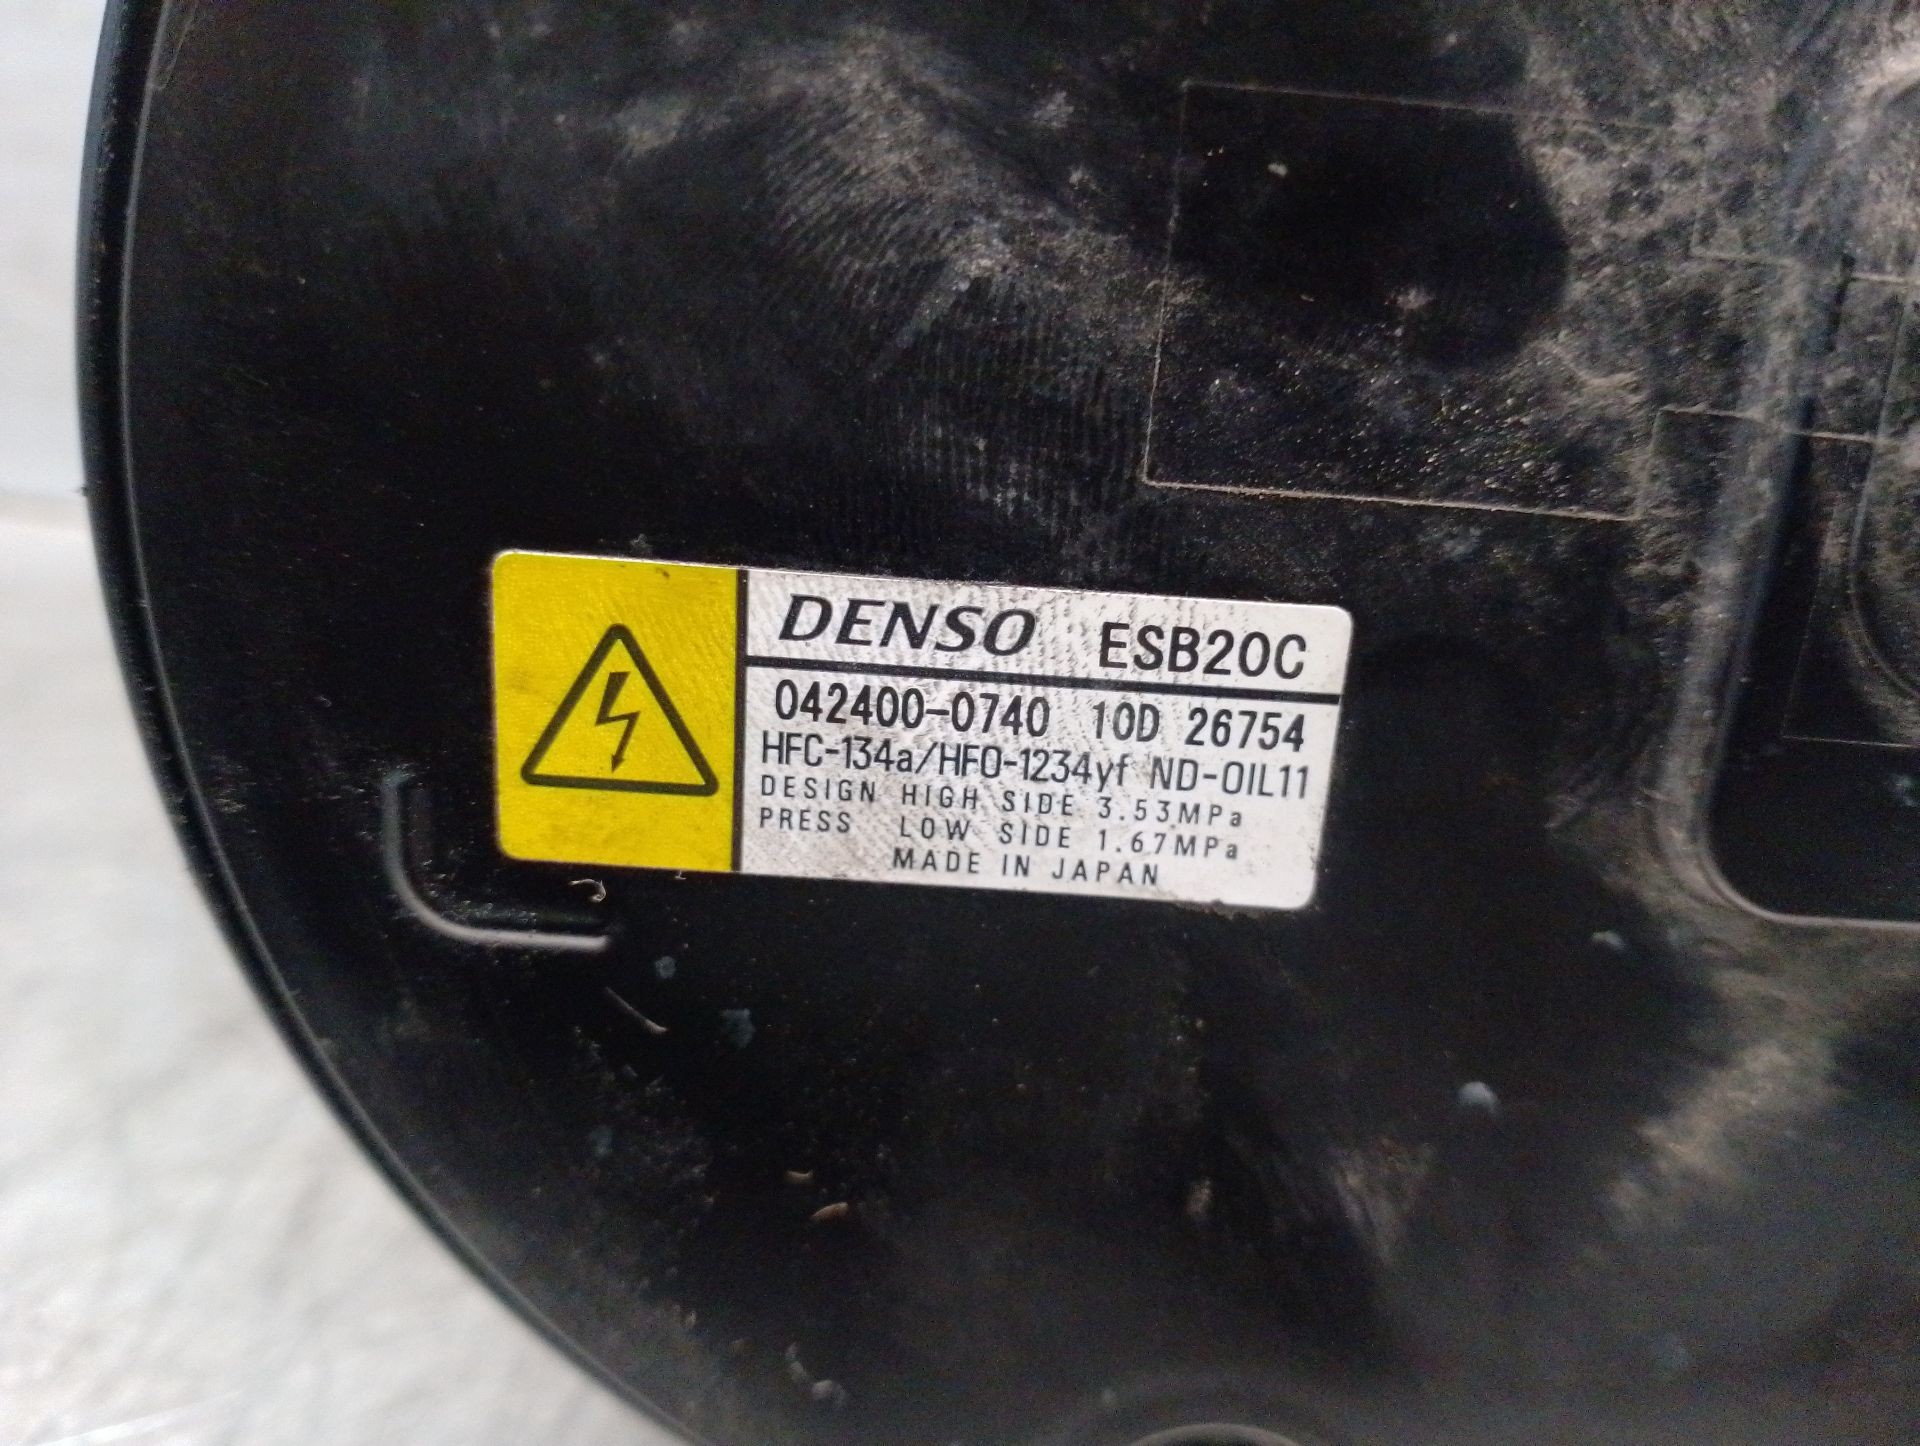 DENSO ESB20C
042400-0740 10D 26754
HFC-134a/HFO-1234yf ND-OIL11
DESIGN HIGH SIDE 3.53MPa
PRESS LOW SIDE 1.67MPa
MADE IN JAPAN